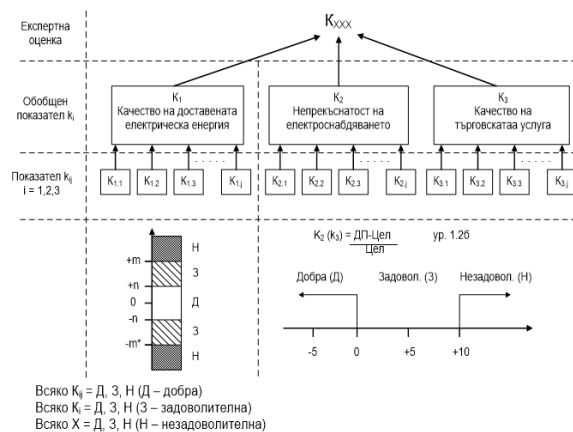 Експертна
оценка
Kxxx
Обобщен
показател ki
K1
Качество на доставената
електрическа енергия
K2
Непрекъснатост на
електроснабдяването
K3
Качество на
търговскатаа услуга
Показател kij
i = 1,2,3
K1.1 K1.2 K1.3 ..... K1.j
K2.1 K2.2 K2.3 ..... K2.j
K3.1 K3.2 K3.3 ..... K3.j
+m
+n
0
-n
-m*
Н
З
Д
З
Н
K2 (k3) = ДП-Цел ур. 1.2б
Цел
Добра (Д) Задовол. (З) Незадовол. (Н)
-5 0 +5 +10
Всяко Kij = Д, З, Н (Д – добра)
Всяко Ki = Д, З, Н (З – задоволителна)
Всяко X = Д, З, Н (Н – незадоволителна)